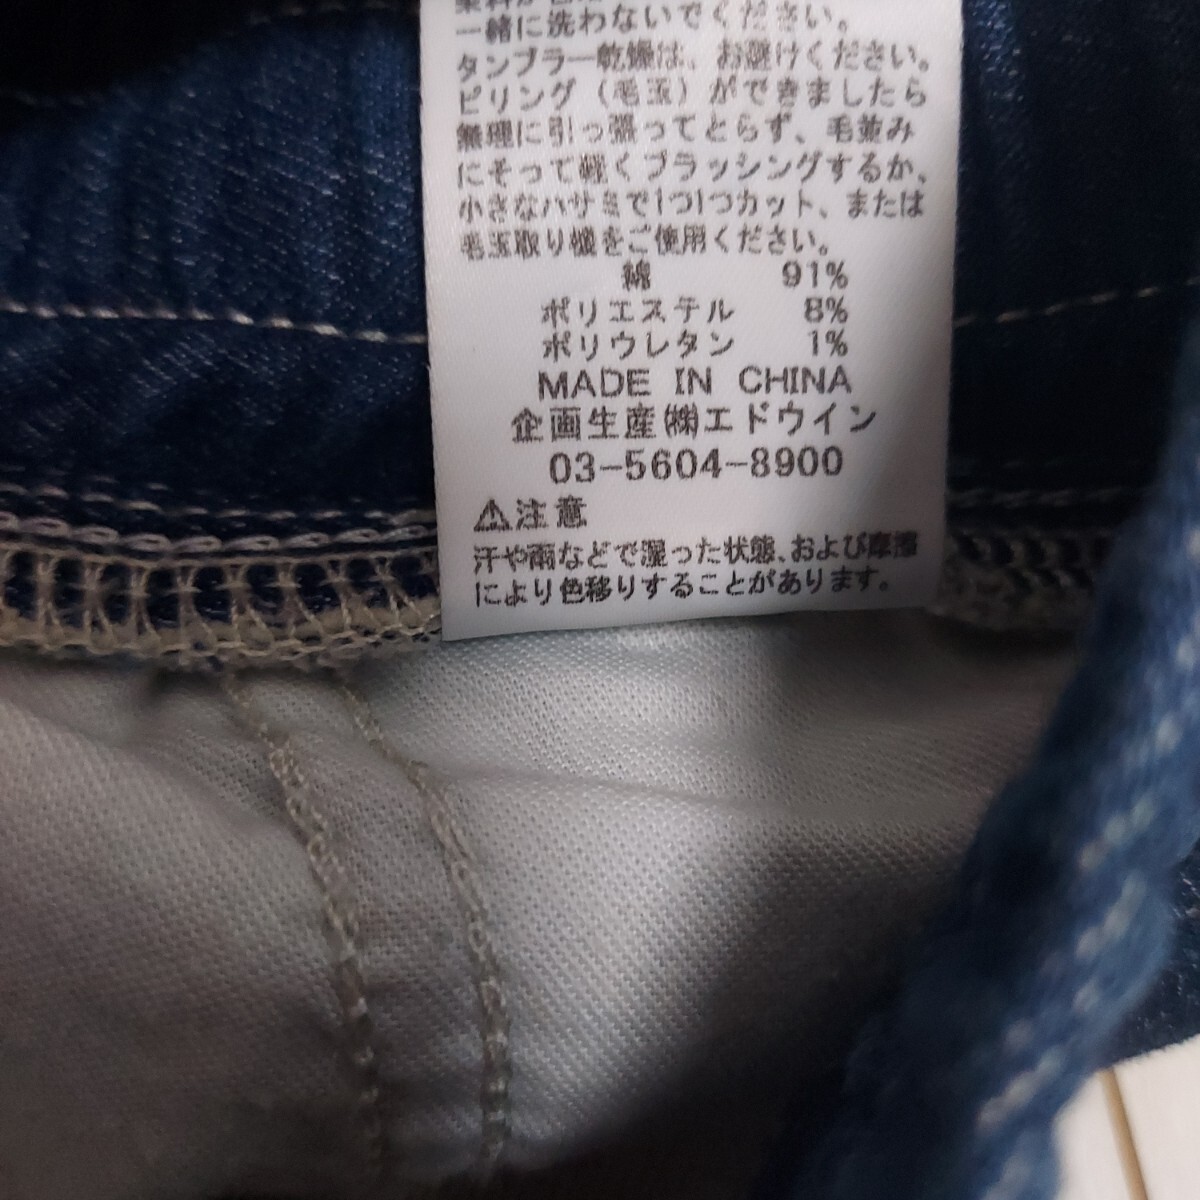 一緒に洗わないでください。
タンブラー乾燥は、お避けください。
ピリング（毛玉）ができましたら
無理に引っ張ってとらず、毛並み
にそって軽くブラッシングするか、
小さなハサミで1つ1つカット、または
毛玉取り機をご使用ください。
綿 91%
ポリエステル 8%
ポリウレタン 1%
MADE IN CHINA
企画生産㈱エドウイン
03-5604-8900
⚠注意
汗や雨などで湿った状態、および摩擦
により色移りすることがあります。